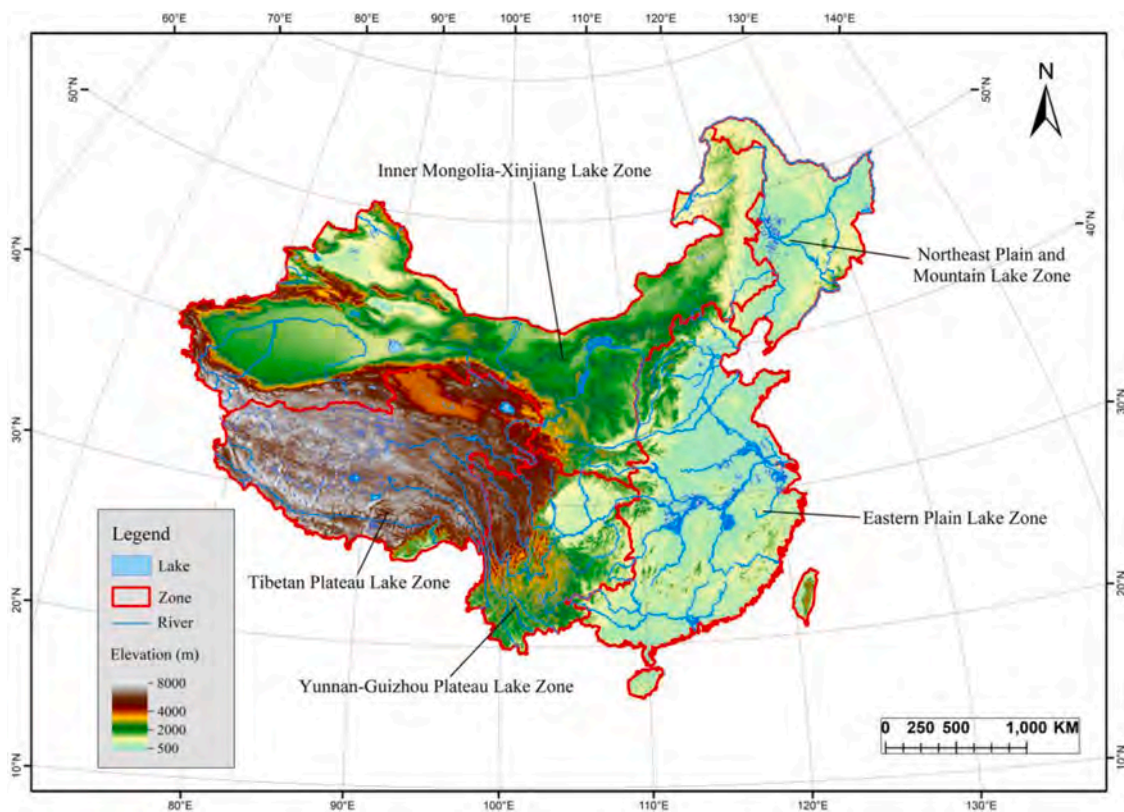 60°E 70°E 80°E 90°E 100°E 110°E 120°E 130°E 140°E
50°N
50°N
N
Inner Mongolia-Xinjiang Lake Zone
40°N
40°N
Northeast Plain and
Mountain Lake Zone
30°N
30°N
Eastern Plain Lake Zone
Legend
Lake
Tibetan Plateau Lake Zone
Zone
20°N
20°N
River
Elevation (m)
Yunnan-Guizhou Plateau Lake Zone
8000
4000
2000
500
0 250 500 1,000 KM
10°N
10°N
80°E 90°E 100°E 110°E 120°E 130°E